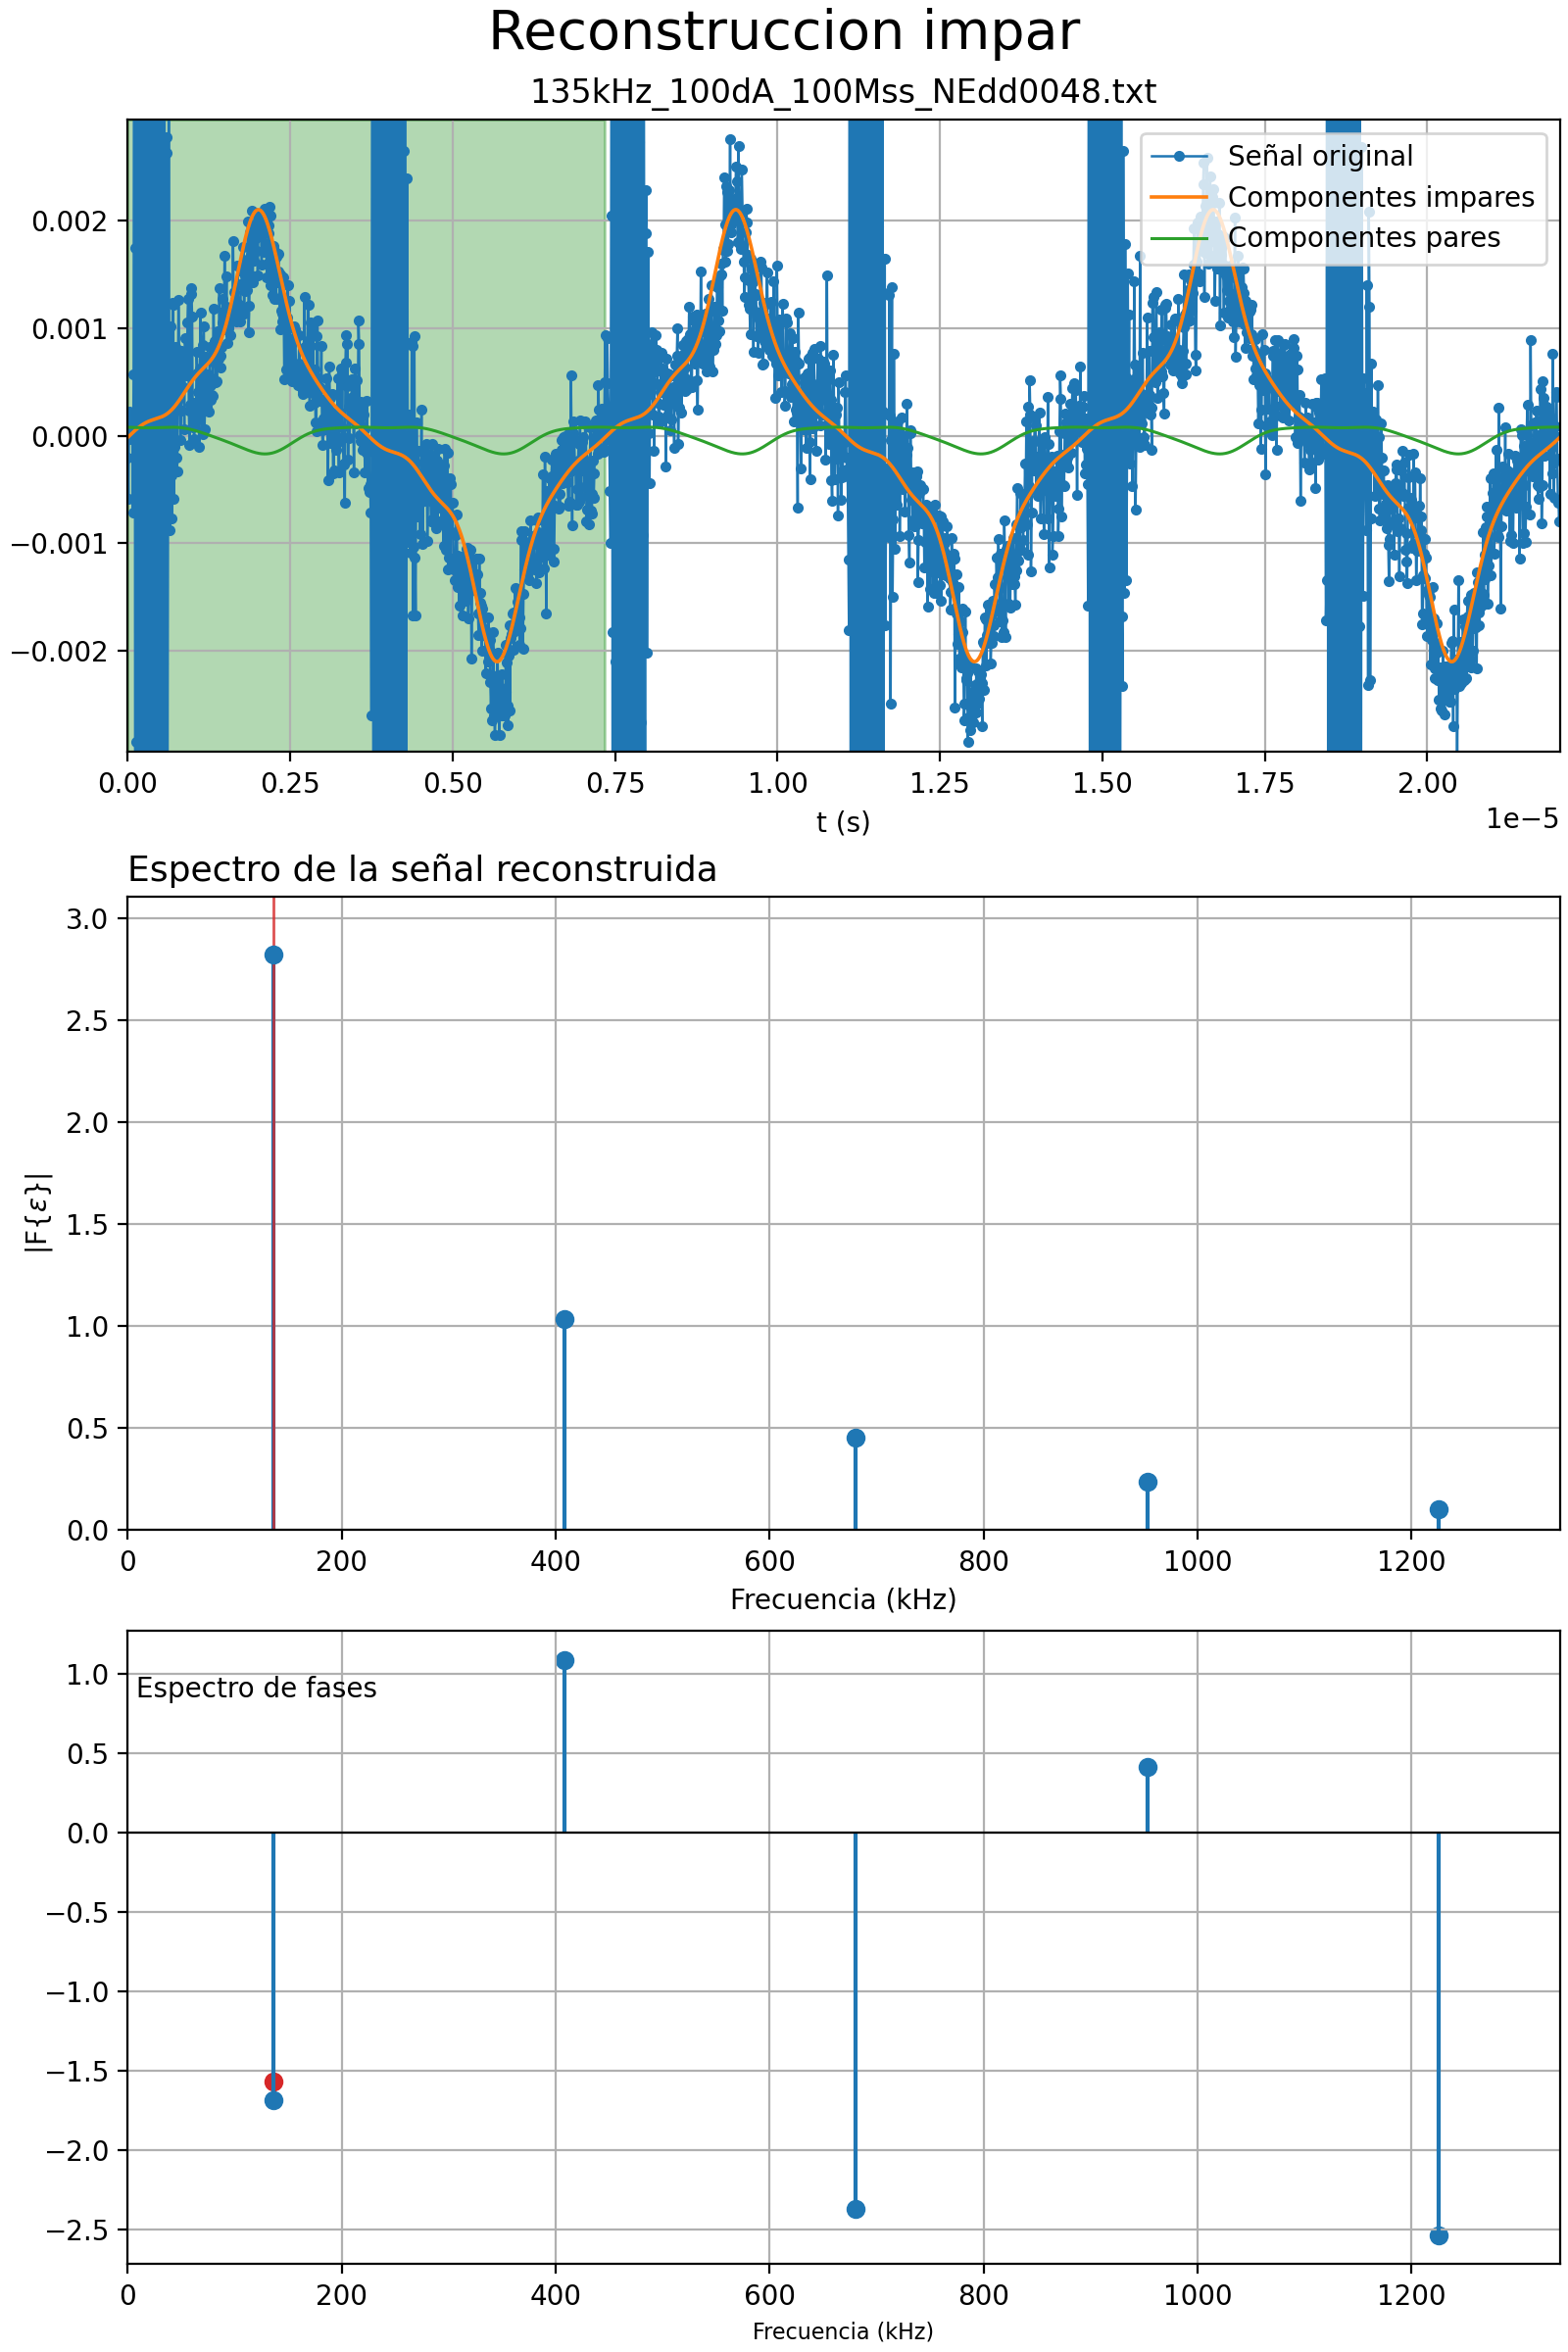 Reconstruccion impar
135kHz_100dA_100Mss_NEdd0048.txt
Señal original
Componentes impares
Componentes pares
0.002
0.001
0.000
−0.001
−0.002
0.00 0.25 0.50 0.75 1.00 1.25 1.50 1.75 2.00
1e−5
t (s)
Espectro de la señal reconstruida
3.0
2.5
2.0
1.5
1.0
0.5
0.0
|F{ε}|
0 200 400 600 800 1000 1200
Frecuencia (kHz)
Espectro de fases
1.0
0.5
0.0
−0.5
−1.0
−1.5
−2.0
−2.5
0 200 400 600 800 1000 1200
Frecuencia (kHz)